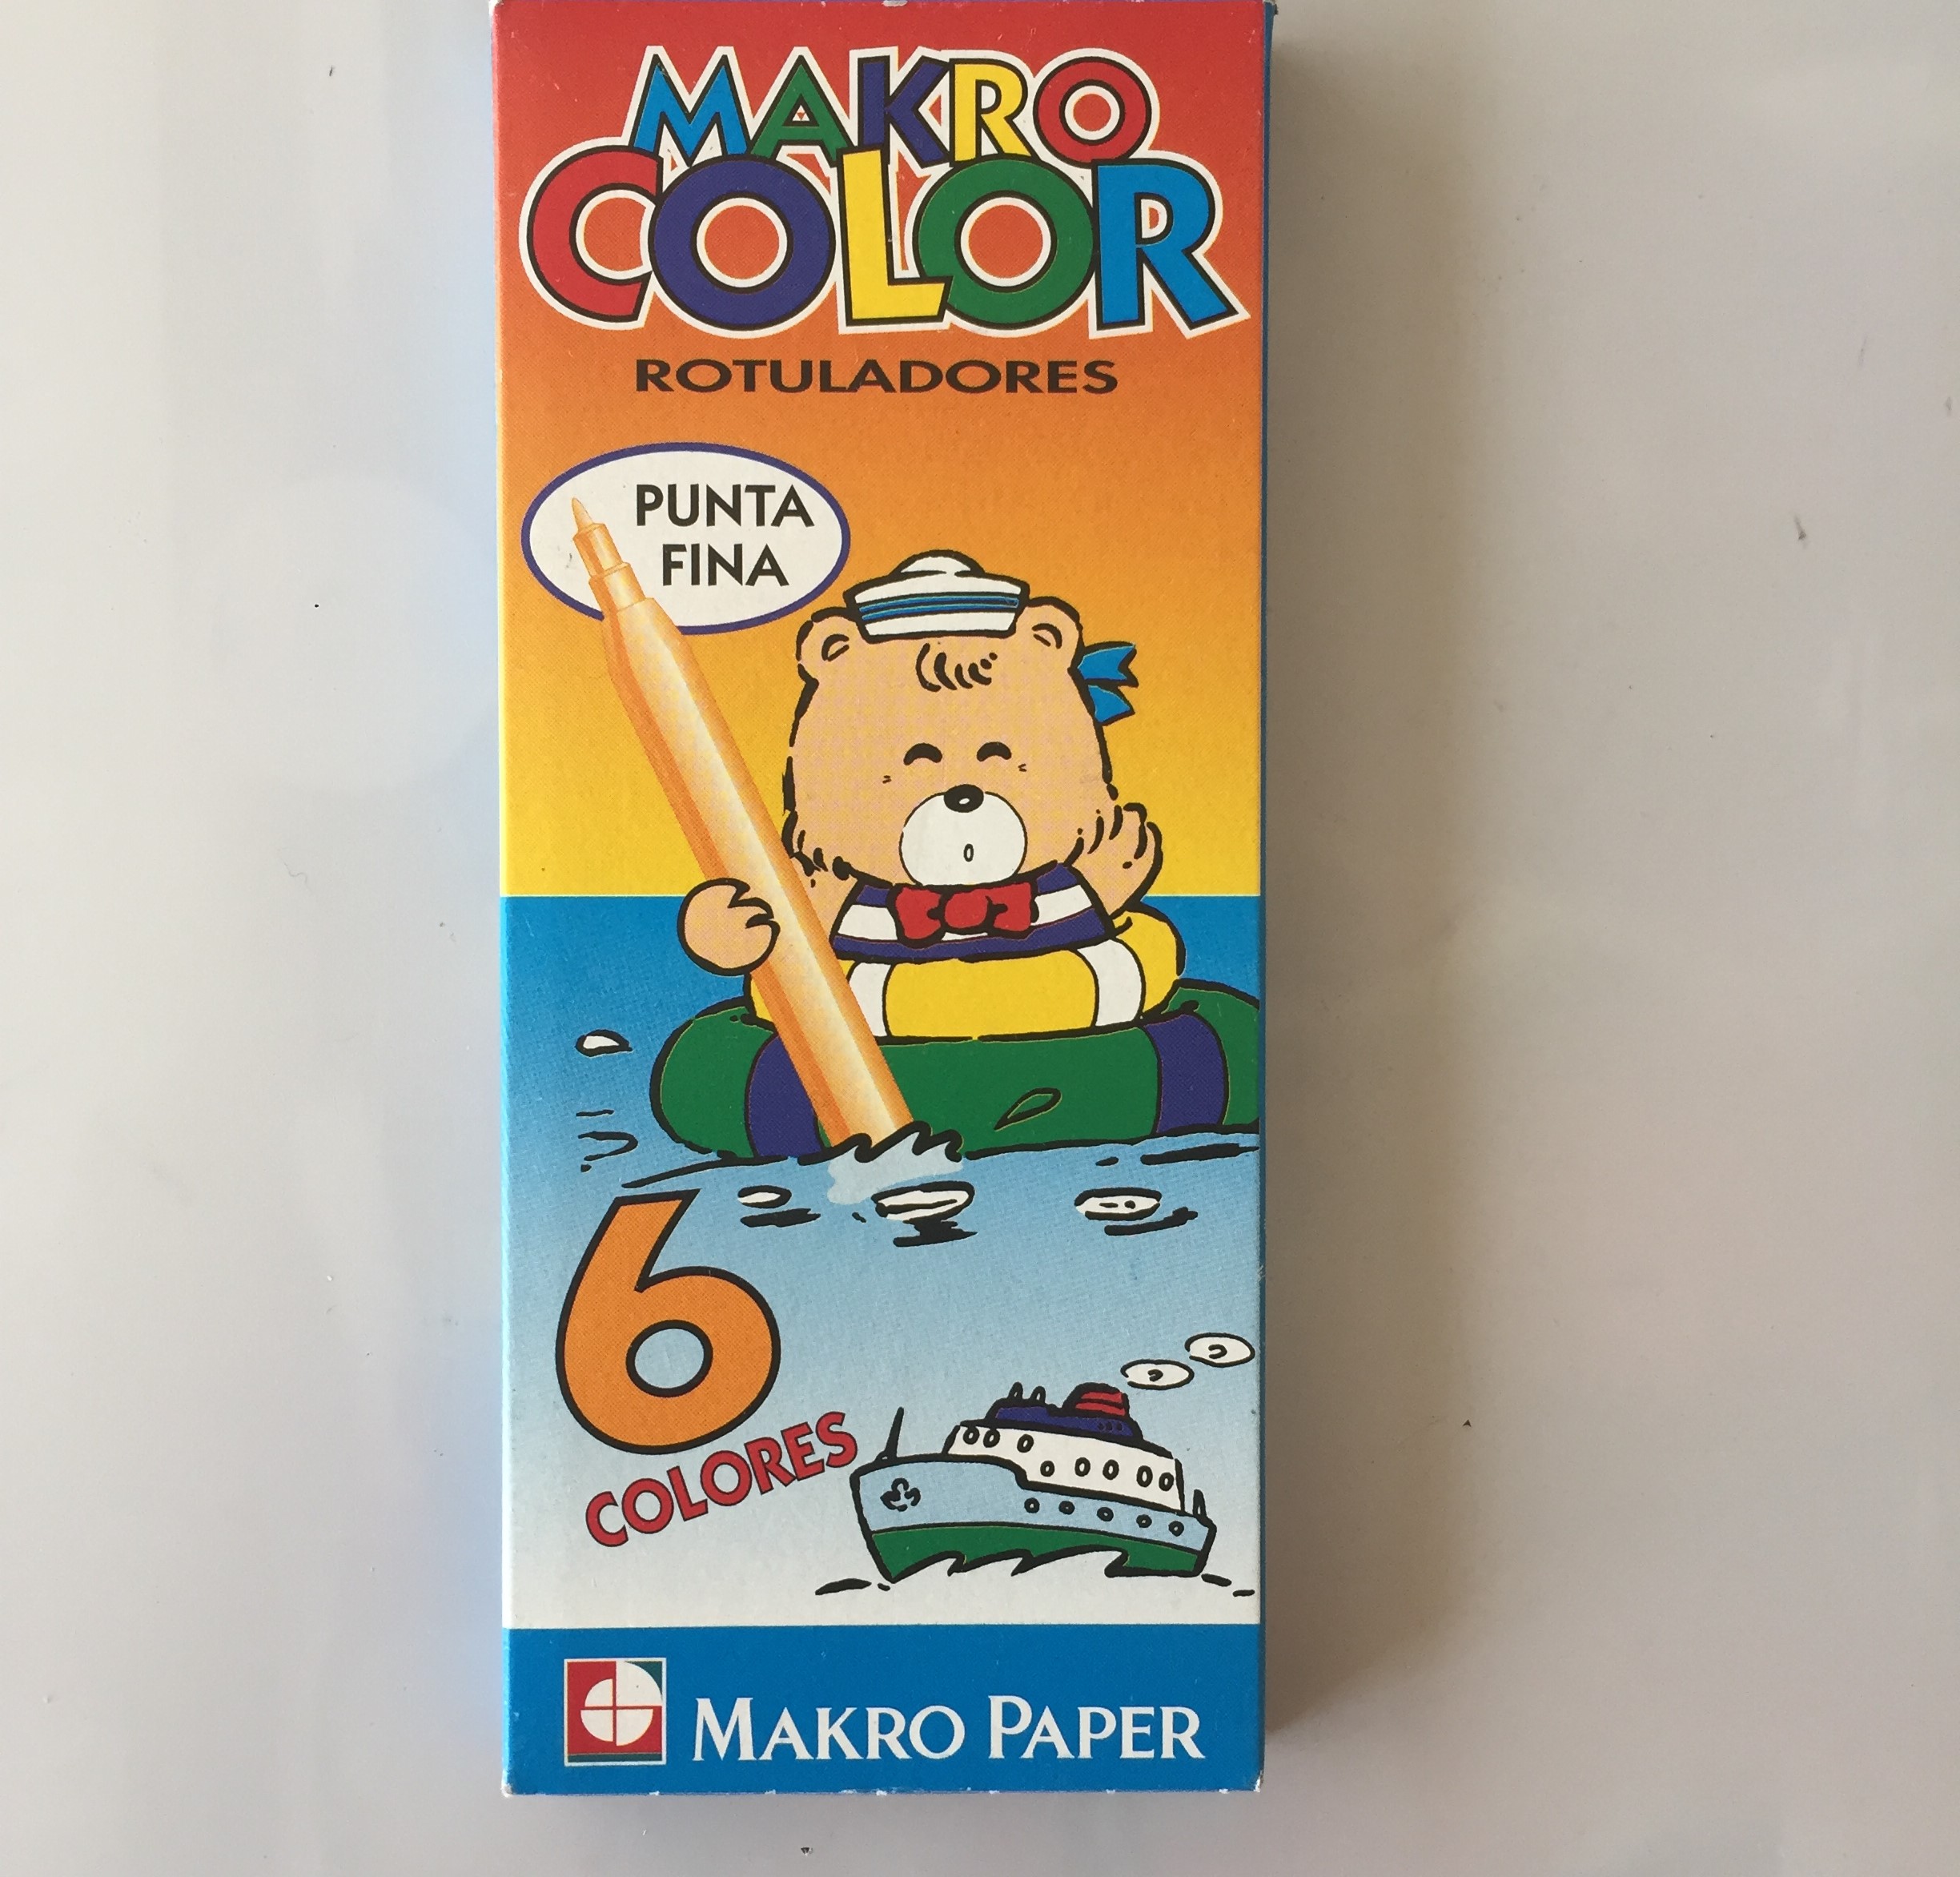 MAKRO
COLOR
ROTULADORES
PUNTA
FINA
6
COLORES
MAKRO PAPER